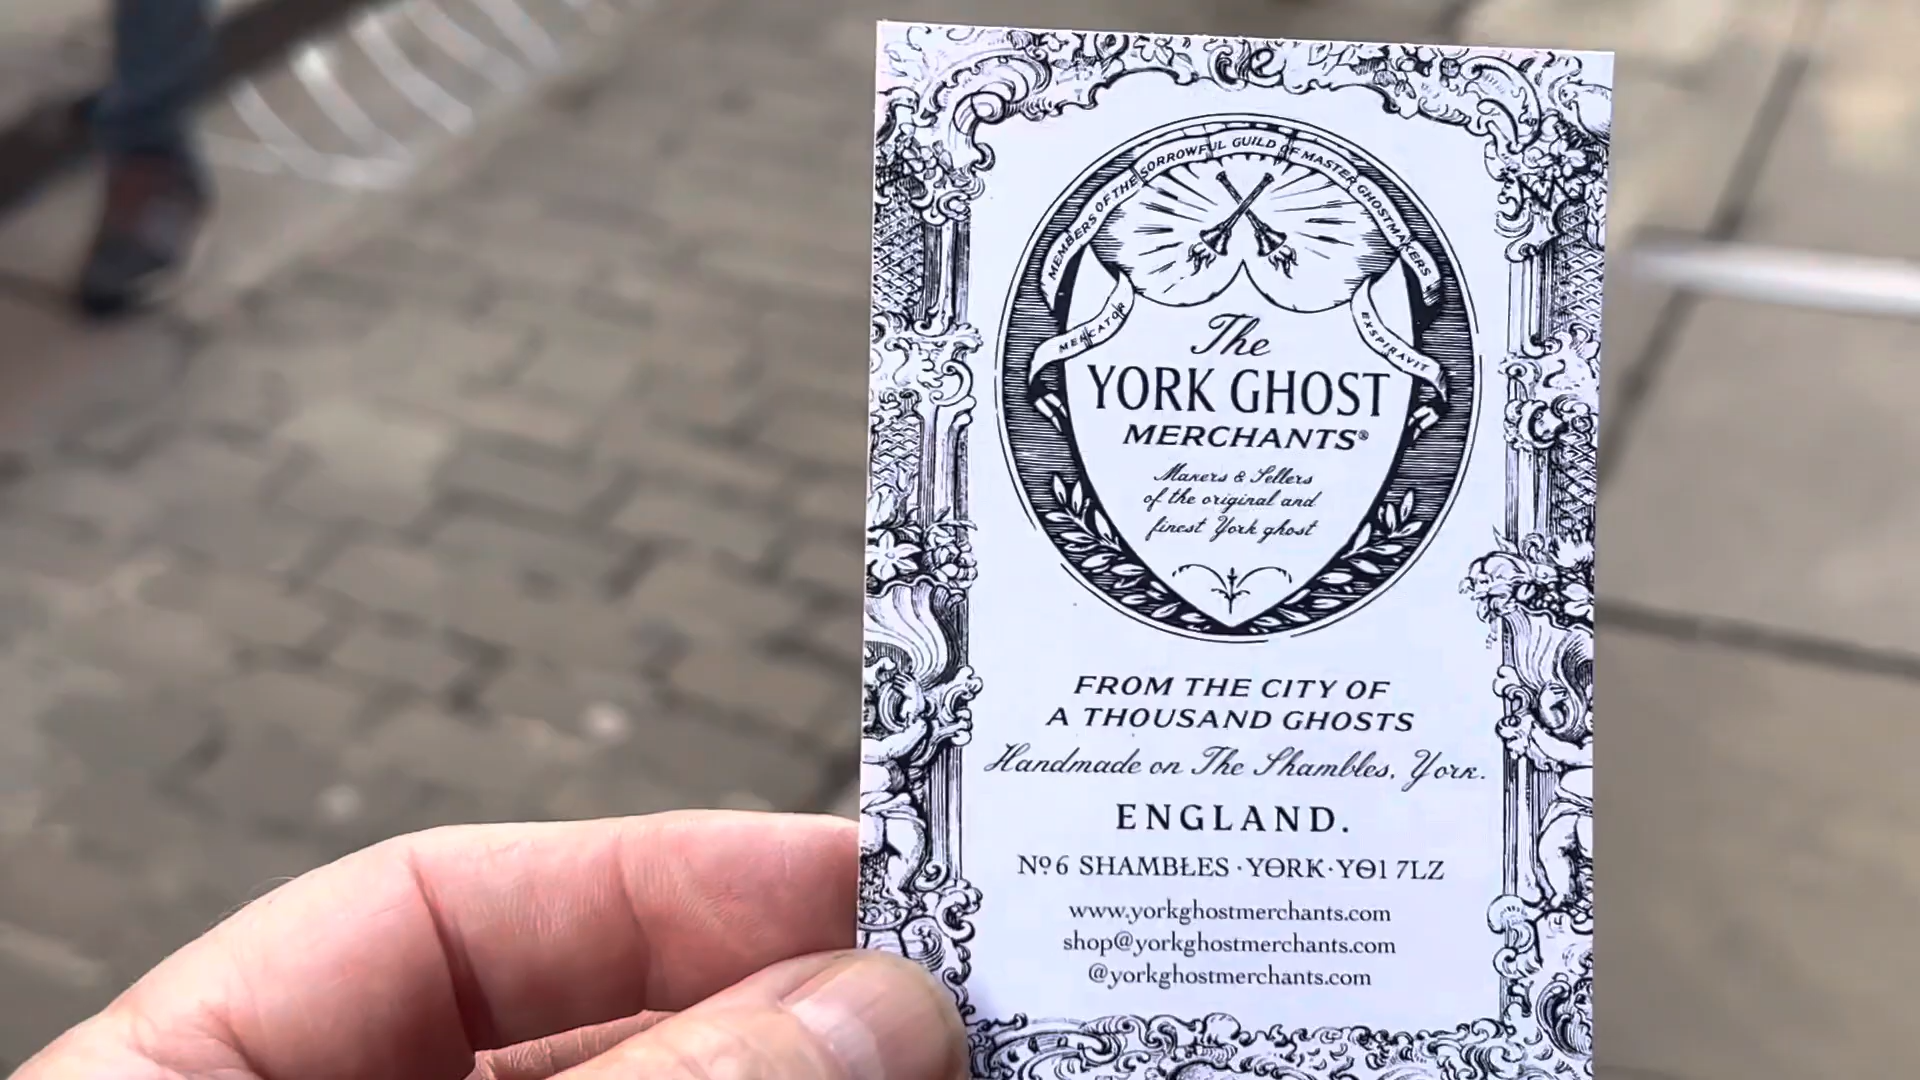 MEMBERS OF THE SORROWFUL GUILD OF MASTER GHOSTMAKERS
MERCATOR
EXSPIRAVIT
The
YORK GHOST
MERCHANTS®
Makers & Sellers
of the original and
finest York ghost
FROM THE CITY OF
A THOUSAND GHOSTS
Handmade on The Shambles, York.
ENGLAND.
Nº6 SHAMBLES · YORK · YO1 7LZ
www.yorkghostmerchants.com
shop@yorkghostmerchants.com
@yorkghostmerchants.com